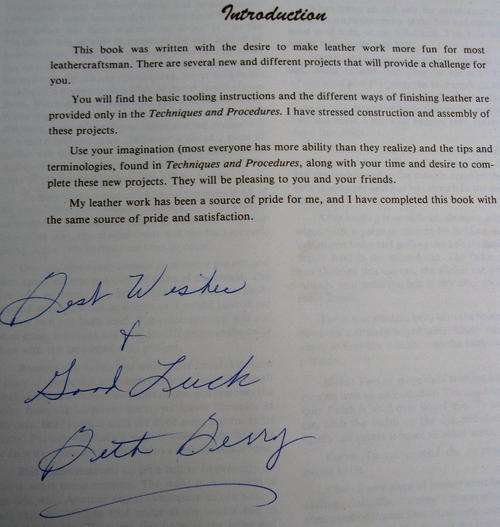 Introduction
This book was written with the desire to make leather work more fun for most
leathercraftsman. There are several new and different projects that will provide a challenge for
you.
You will find the basic tooling instructions and the different ways of finishing leather are
provided only in the Techniques and Procedures. I have stressed construction and assembly of
these projects.
Use your imagination (most everyone has more ability than they realize) and the tips and
terminologies, found in Techniques and Procedures, along with your time and desire to com-
plete these new projects. They will be pleasing to you and your friends.
My leather work has been a source of pride for me, and I have completed this book with
the same source of pride and satisfaction.
Best Wishes
&
Good Luck
Beth Berry